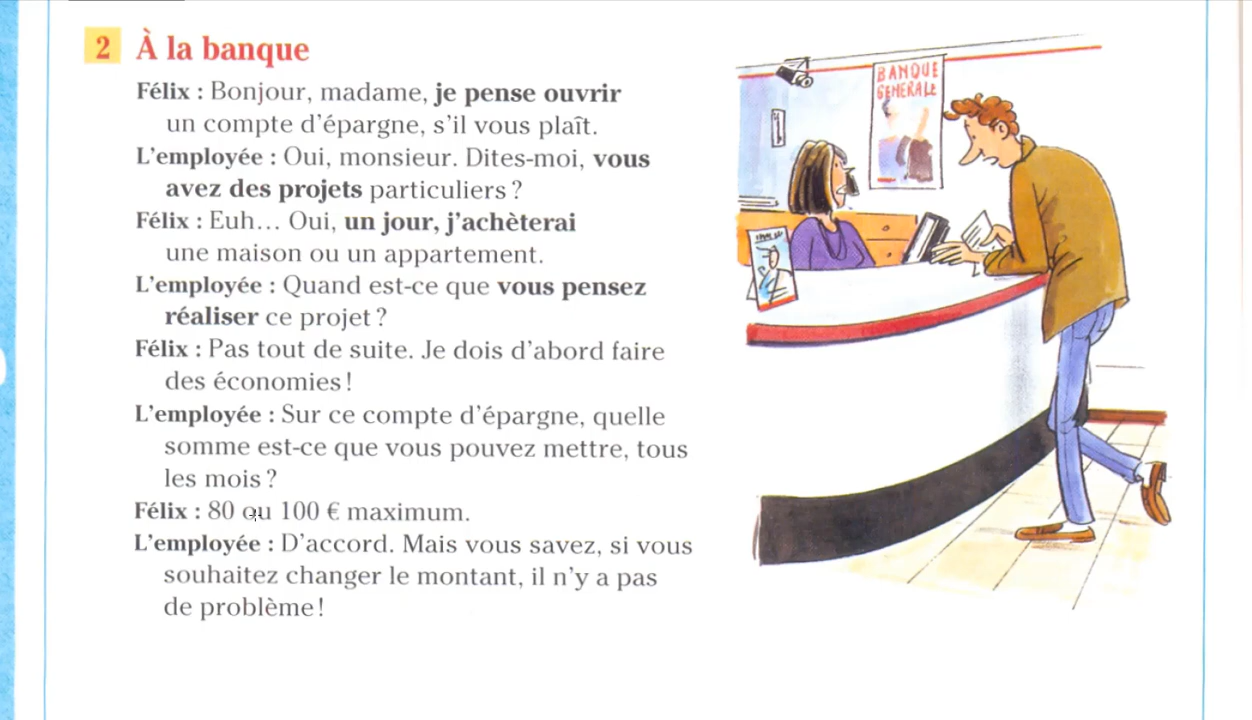 2 À la banque
Félix : Bonjour, madame, je pense ouvrir
un compte d'épargne, s'il vous plaît.
L'employée : Oui, monsieur. Dites-moi, vous
avez des projets particuliers ?
Félix : Euh… Oui, un jour, j'achèterai
une maison ou un appartement.
L'employée : Quand est-ce que vous pensez
réaliser ce projet ?
Félix : Pas tout de suite. Je dois d'abord faire
des économies !
L'employée : Sur ce compte d'épargne, quelle
somme est-ce que vous pouvez mettre, tous
les mois ?
Félix : 80 ou 100 € maximum.
L'employée : D'accord. Mais vous savez, si vous
souhaitez changer le montant, il n'y a pas
de problème !
BANQUE
GENERALE